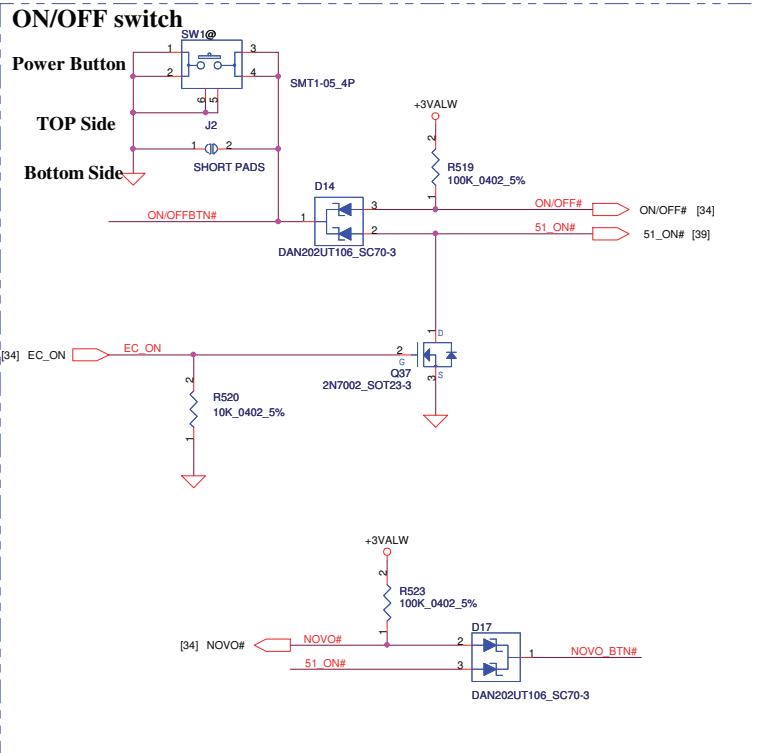 ON/OFF switch
SW1@
Power Button
1
3
2
4
SMT1-05_4P
6
5
TOP Side
J2
1
2
SHORT PADS
Bottom Side
+3VALW
2
R519
100K_0402_5%
1
D14
3
ON/OFF#
ON/OFF# [34]
ON/OFFBTN#
1
2
51_ON#
51_ON# [39]
DAN202UT106_SC70-3
1
D
[34] EC_ON
EC_ON
2
G
Q37
2N7002_SOT23-3
3
S
2
R520
10K_0402_5%
1
+3VALW
2
R523
100K_0402_5%
1
D17
[34] NOVO#
NOVO#
2
51_ON#
3
1
NOVO_BTN#
DAN202UT106_SC70-3